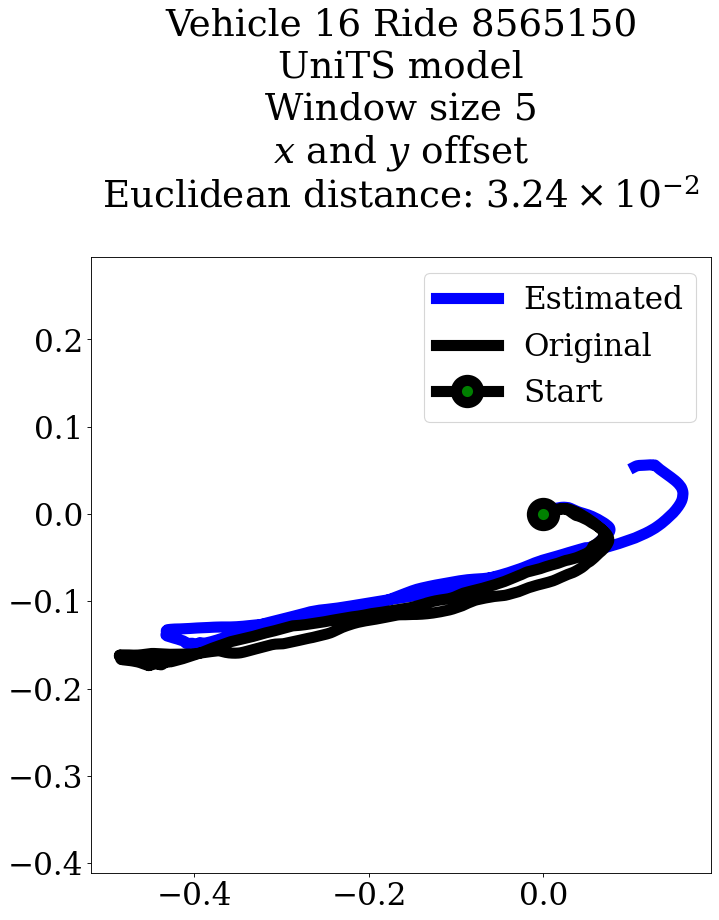 Vehicle 16 Ride 8565150
UniTS model
Window size 5
x and y offset
Euclidean distance: 3.24 × 10⁻²
Estimated
Original
Start
0.2
0.1
0.0
−0.1
−0.2
−0.3
−0.4
−0.4
−0.2
0.0